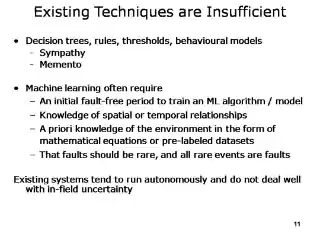 Existing Techniques are Insufficient
• Decision trees, rules, thresholds, behavioural models
– Sympathy
– Memento
• Machine learning often require
– An initial fault-free period to train an ML algorithm / model
– Knowledge of spatial or temporal relationships
– A priori knowledge of the environment in the form of
mathematical equations or pre-labeled datasets
– That faults should be rare, and all rare events are faults
Existing systems tend to run autonomously and do not deal well
with in-field uncertainty
11